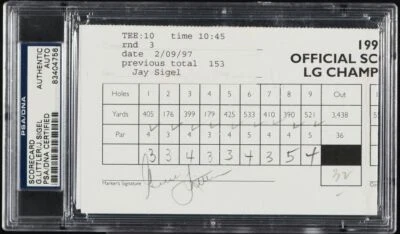 PSA/DNA
SCORECARD
G.LITTLER/J.SIGEL
PSA/DNA CERTIFIED
AUTHENTIC
AUTO
83404758
TEE:10 time 10:45
rnd 3
date 2/09/97
previous total 153
Jay Sigel
199
OFFICIAL SC
LG CHAMP
Holes 1 2 3 4 5 6 7 8 9 Out
Yards 405 176 399 179 425 533 410 390 521 3,438
Par 4 3 4 3 4 5 4 4 5 36
3 3 4 3 3 4 3 5 4
32
Marker's Signature